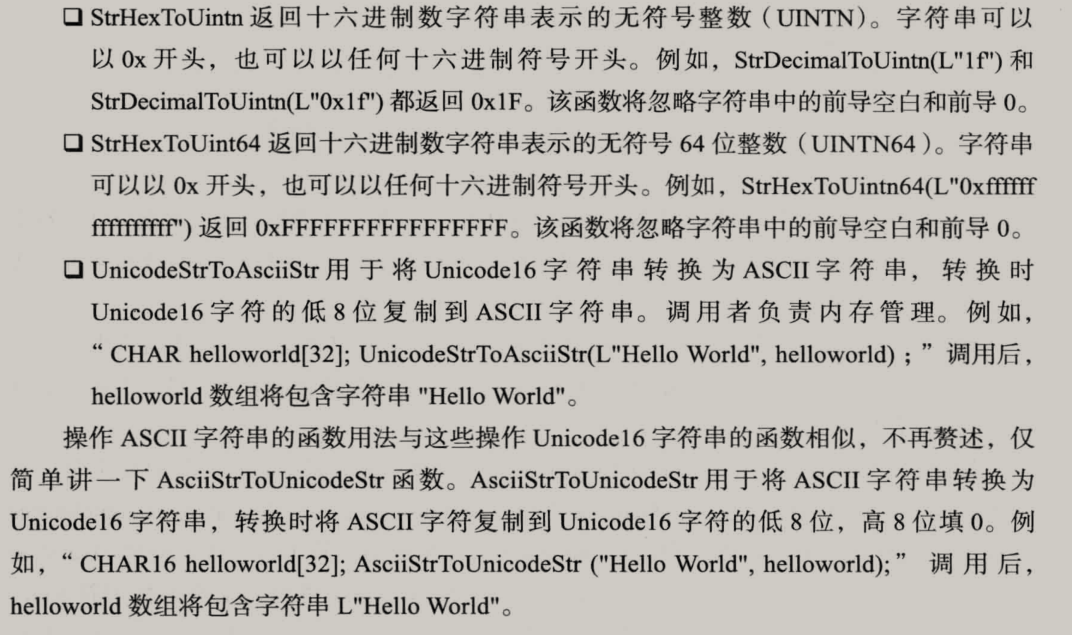 ❑ StrHexToUintn 返回十六进制数字符串表示的无符号整数（UINTN）。字符串可以
以 0x 开头，也可以以任何十六进制符号开头。例如，StrDecimalToUintn(L"1f") 和
StrDecimalToUintn(L"0x1f") 都返回 0x1F。该函数将忽略字符串中的前导空白和前导 0。
❑ StrHexToUint64 返回十六进制数字符串表示的无符号 64 位整数（UINTN64）。字符串
可以以 0x 开头，也可以以任何十六进制符号开头。例如，StrHexToUintn64(L"0xffffff
ffffffffff") 返回 0xFFFFFFFFFFFFFFFF。该函数将忽略字符串中的前导空白和前导 0。
❑ UnicodeStrToAsciiStr 用于将 Unicode16 字符串转换为 ASCII 字符串，转换时
Unicode16 字符的低 8 位复制到 ASCII 字符串。调用者负责内存管理。例如，
“ CHAR helloworld[32]; UnicodeStrToAsciiStr(L"Hello World", helloworld) ；” 调用后，
helloworld 数组将包含字符串 "Hello World"。
操作 ASCII 字符串的函数用法与这些操作 Unicode16 字符串的函数相似，不再赘述，仅
简单讲一下 AsciiStrToUnicodeStr 函数。AsciiStrToUnicodeStr 用于将 ASCII 字符串转换为
Unicode16 字符串，转换时将 ASCII 字符复制到 Unicode16 字符的低 8 位，高 8 位填 0。例
如，“ CHAR16 helloworld[32]; AsciiStrToUnicodeStr ("Hello World", helloworld);” 调用后，
helloworld 数组将包含字符串 L"Hello World"。